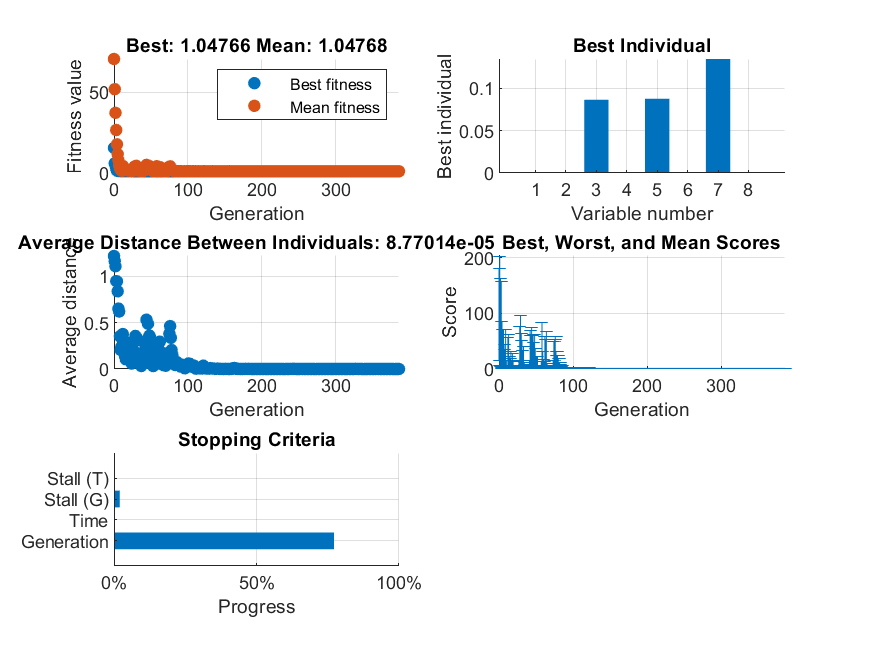 Best: 1.04766 Mean: 1.04768
Fitness value
50
0
Best fitness
Mean fitness
0 100 200 300
Generation
Best Individual
Best individual
0.1
0.05
0
1 2 3 4 5 6 7 8
Variable number
Average Distance Between Individuals: 8.77014e-05
Average distance
1
0.5
0
0 100 200 300
Generation
Best, Worst, and Mean Scores
Score
200
100
0
0 100 200 300
Generation
Stopping Criteria
Stall (T)
Stall (G)
Time
Generation
0% 50% 100%
Progress